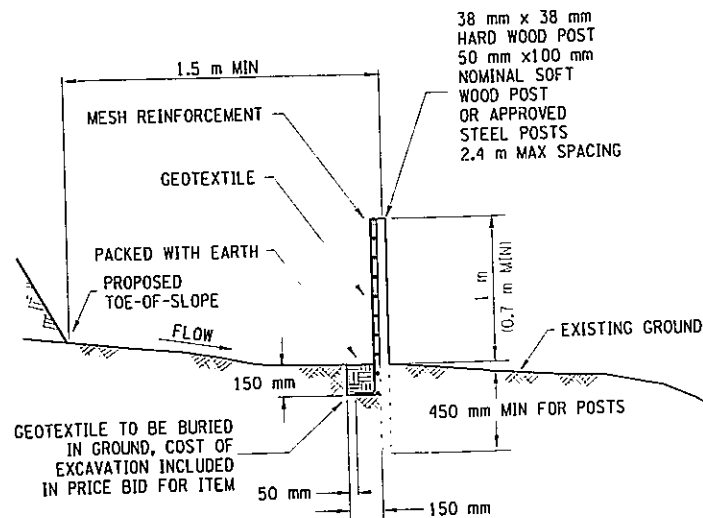 38 mm x 38 mm
HARD WOOD POST
50 mm x100 mm
NOMINAL SOFT
WOOD POST
OR APPROVED
STEEL POSTS
2.4 m MAX SPACING
1.5 m MIN
MESH REINFORCEMENT
GEOTEXTILE
PACKED WITH EARTH
PROPOSED
TOE-OF-SLOPE
FLOW
1 m
(0.7 m MIN)
EXISTING GROUND
150 mm
450 mm MIN FOR POSTS
GEOTEXTILE TO BE BURIED
IN GROUND, COST OF
EXCAVATION INCLUDED
IN PRICE BID FOR ITEM
50 mm
150 mm